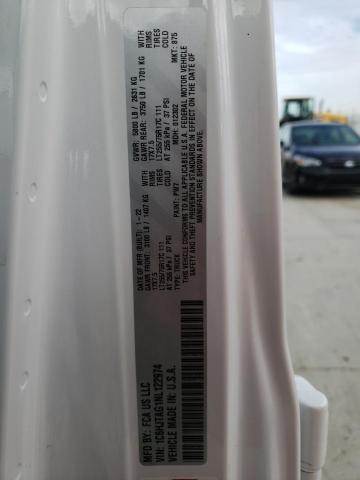 MFD BY:
FCA US LLC
DATE OF MFR (BUILT): 1-22
GVWR: 5800 LB / 2631 KG
GAWR FRONT: 3100 LB / 1407 KG
GAWR REAR: 3750 LB / 1701 KG
WITH
17X7.5
17X7.5
RIMS
WITH
RIMS
LT255/75R17C 111
LT255/75R17C 111
TIRES
TIRES
AT 255 kPa / 37 PSI
COLD
AT 255 kPa / 37 PSI
COLD
TYPE: TRUCK
PAINT: PW7
MDH: 012302
MKT: 875
THIS VEHICLE CONFORMS TO ALL APPLICABLE U.S.A. FEDERAL MOTOR VEHICLE
SAFETY AND THEFT PREVENTION STANDARDS IN EFFECT ON THE DATE OF
MANUFACTURE SHOWN ABOVE.
VIN: 1C6HJTAG1NL122974
VEHICLE MADE IN: U.S.A.